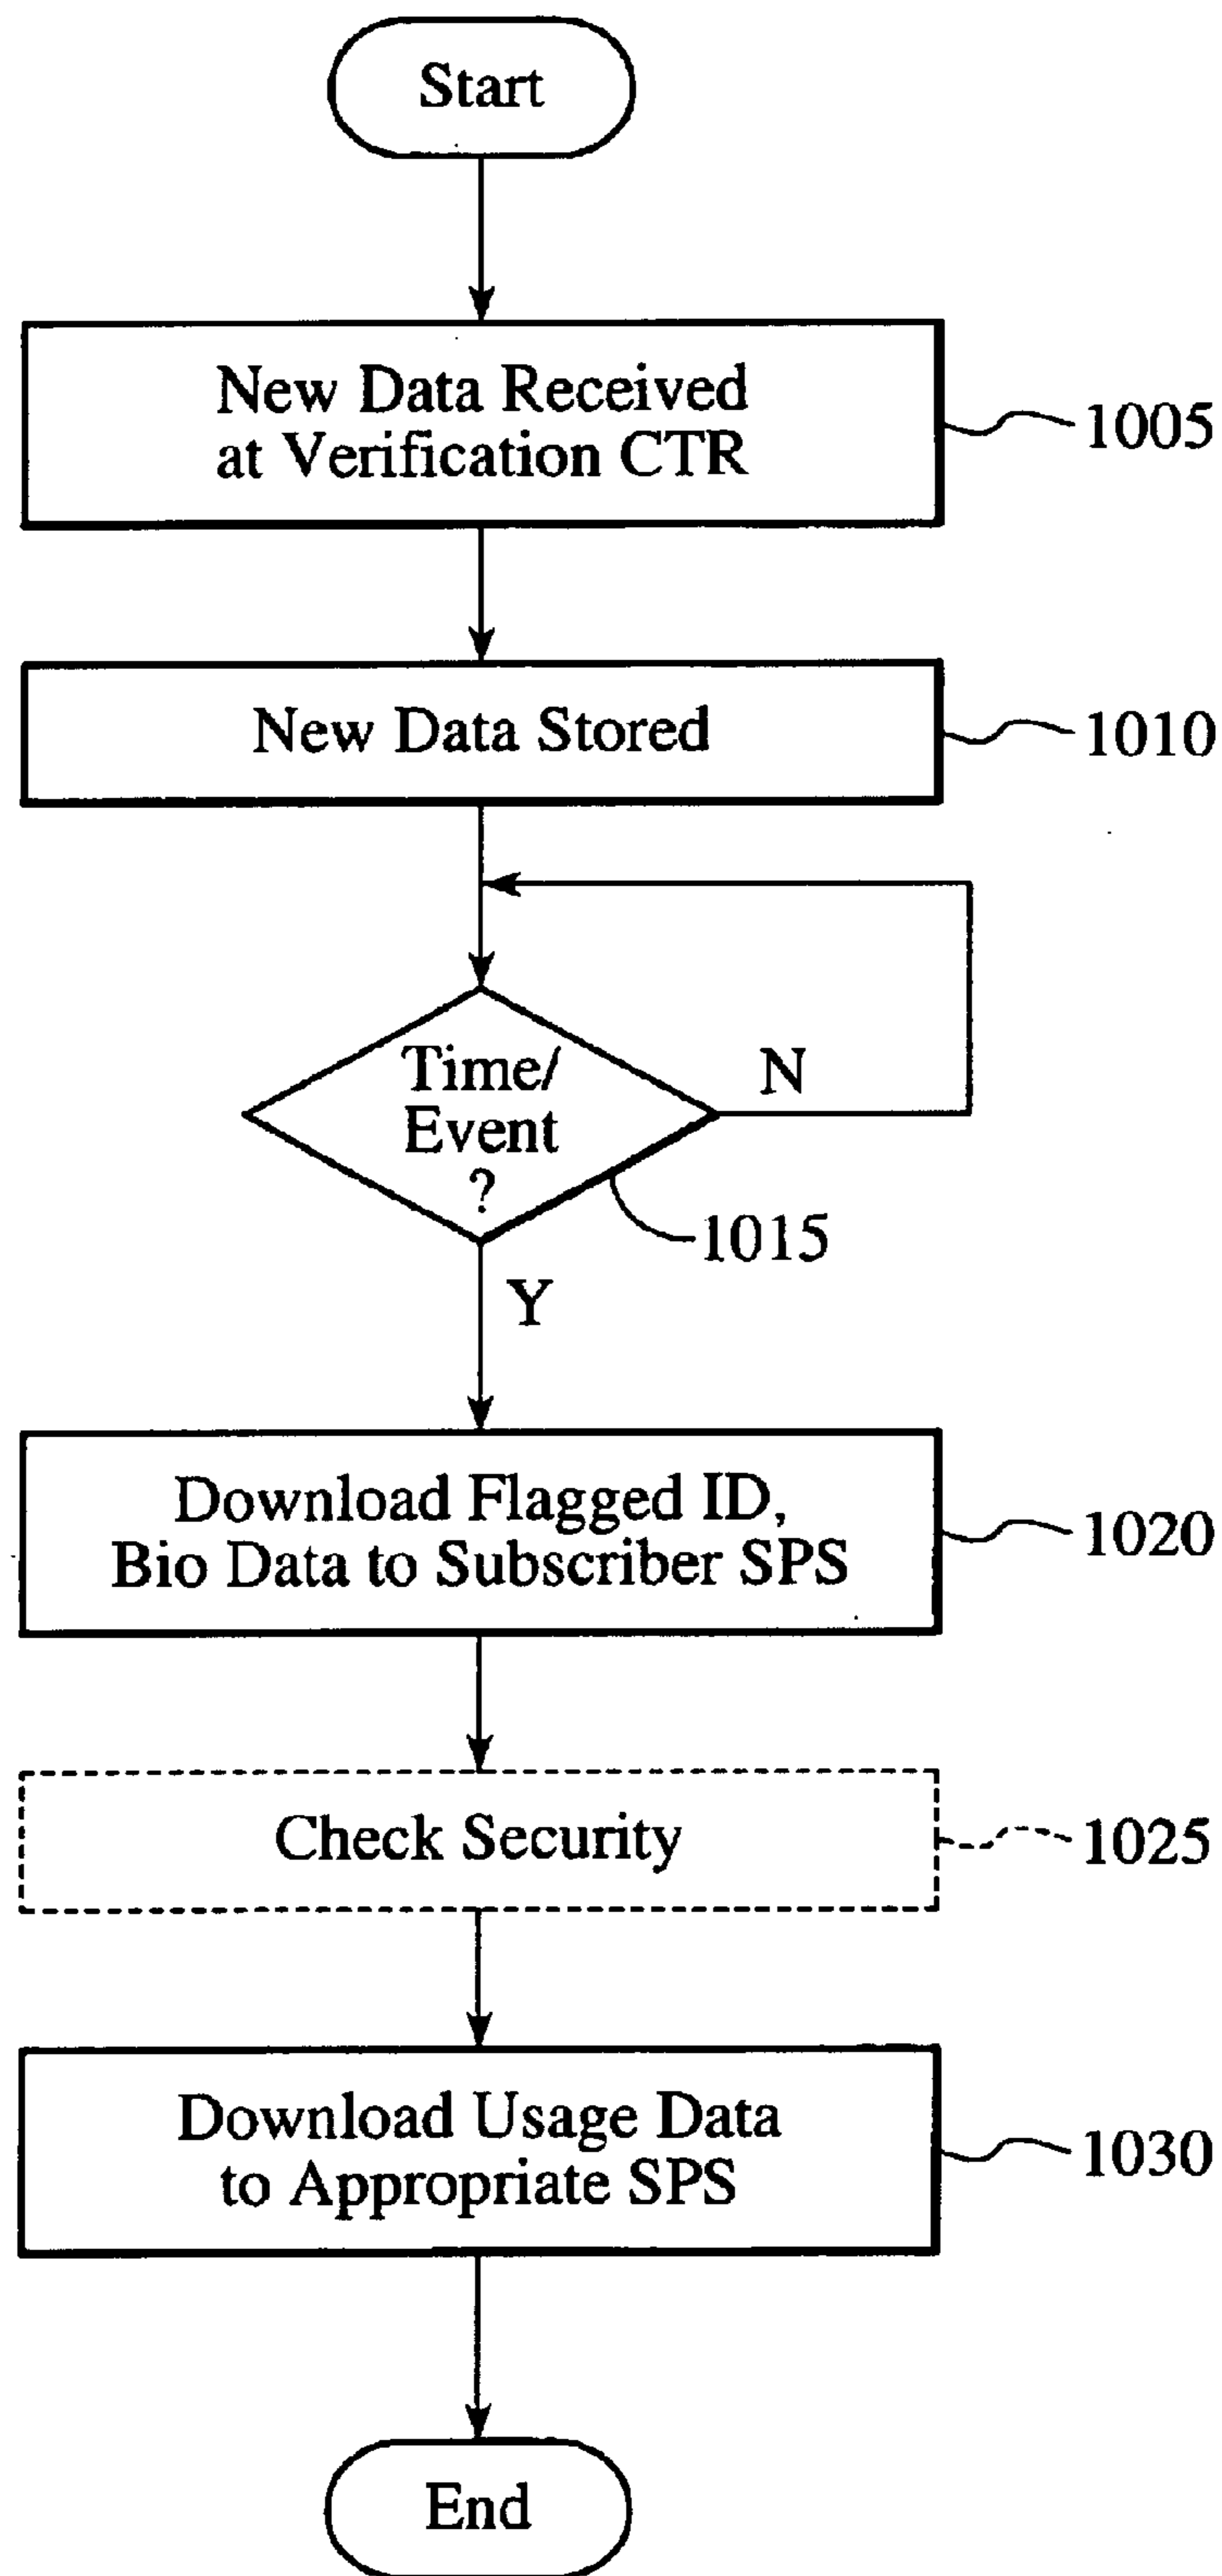 Start
New Data Received
at Verification CTR
1005
New Data Stored
1010
Time/
Event
?
N
1015
Y
Download Flagged ID,
Bio Data to Subscriber SPS
1020
Check Security
1025
Download Usage Data
to Appropriate SPS
1030
End